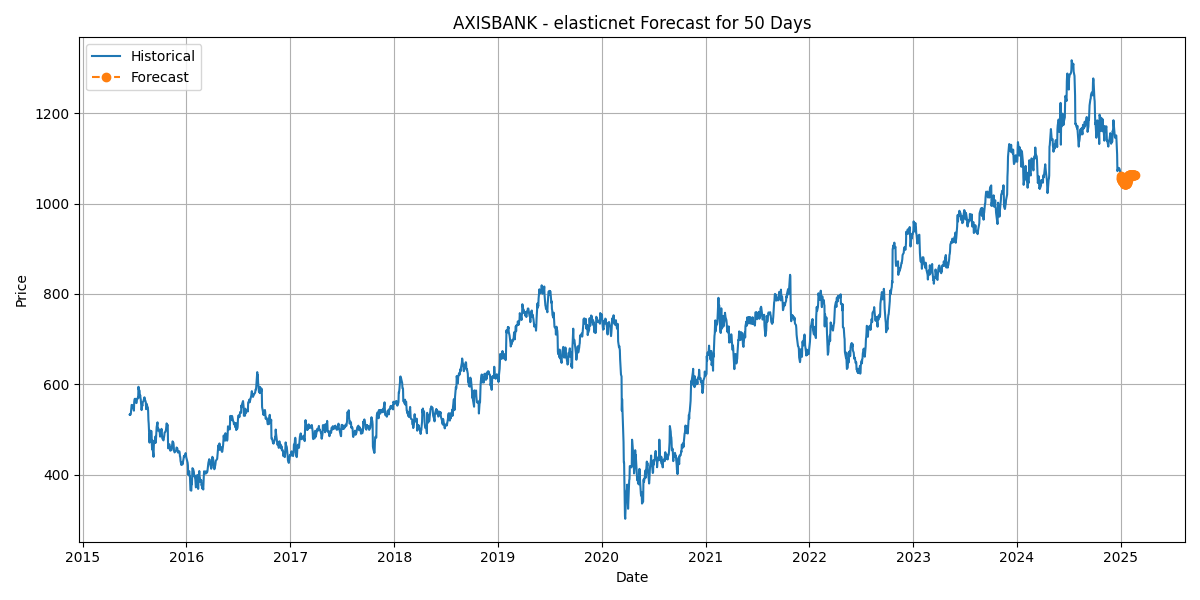 AXISBANK - elasticnet Forecast for 50 Days
Historical
Forecast
1200
1000
800
600
400
Price
2015 2016 2017 2018 2019 2020 2021 2022 2023 2024 2025
Date